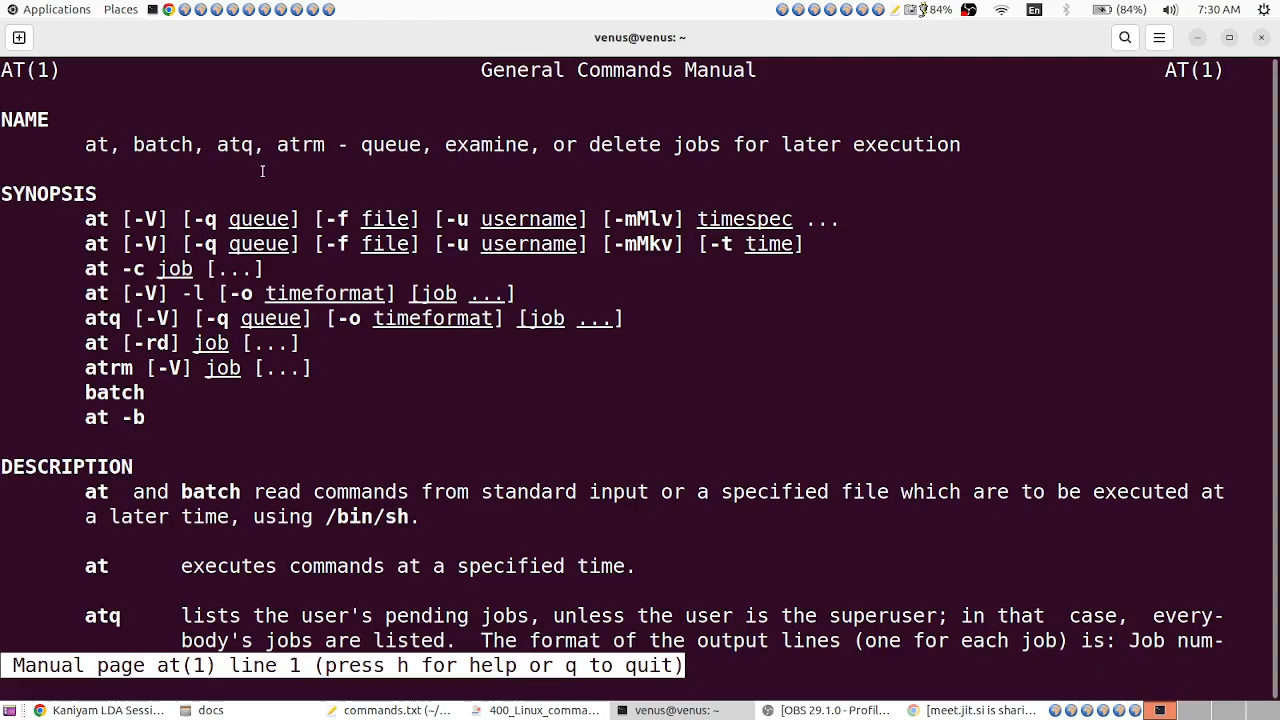 Applications Places 84% En (84%) 7:30 AM
venus@venus: ~
AT(1) General Commands Manual AT(1)
NAME
at, batch, atq, atrm - queue, examine, or delete jobs for later execution
SYNOPSIS
at [-V] [-q queue] [-f file] [-u username] [-mMlv] timespec ...
at [-V] [-q queue] [-f file] [-u username] [-mMkv] [-t time]
at -c job [...]
at [-V] -l [-o timeformat] [job ...]
atq [-V] [-q queue] [-o timeformat] [job ...]
at [-rd] job [...]
atrm [-V] job [...]
batch
at -b
DESCRIPTION
at and batch read commands from standard input or a specified file which are to be executed at
a later time, using /bin/sh.
at executes commands at a specified time.
atq lists the user's pending jobs, unless the user is the superuser; in that case, every-
body's jobs are listed. The format of the output lines (one for each job) is: Job num-
Manual page at(1) line 1 (press h for help or q to quit)
Kaniyam LDA Sessi... docs commands.txt (~/... 400_Linux_comma... venus@venus: ~ [OBS 29.1.0 - Profil... [meet.jit.si is shari...